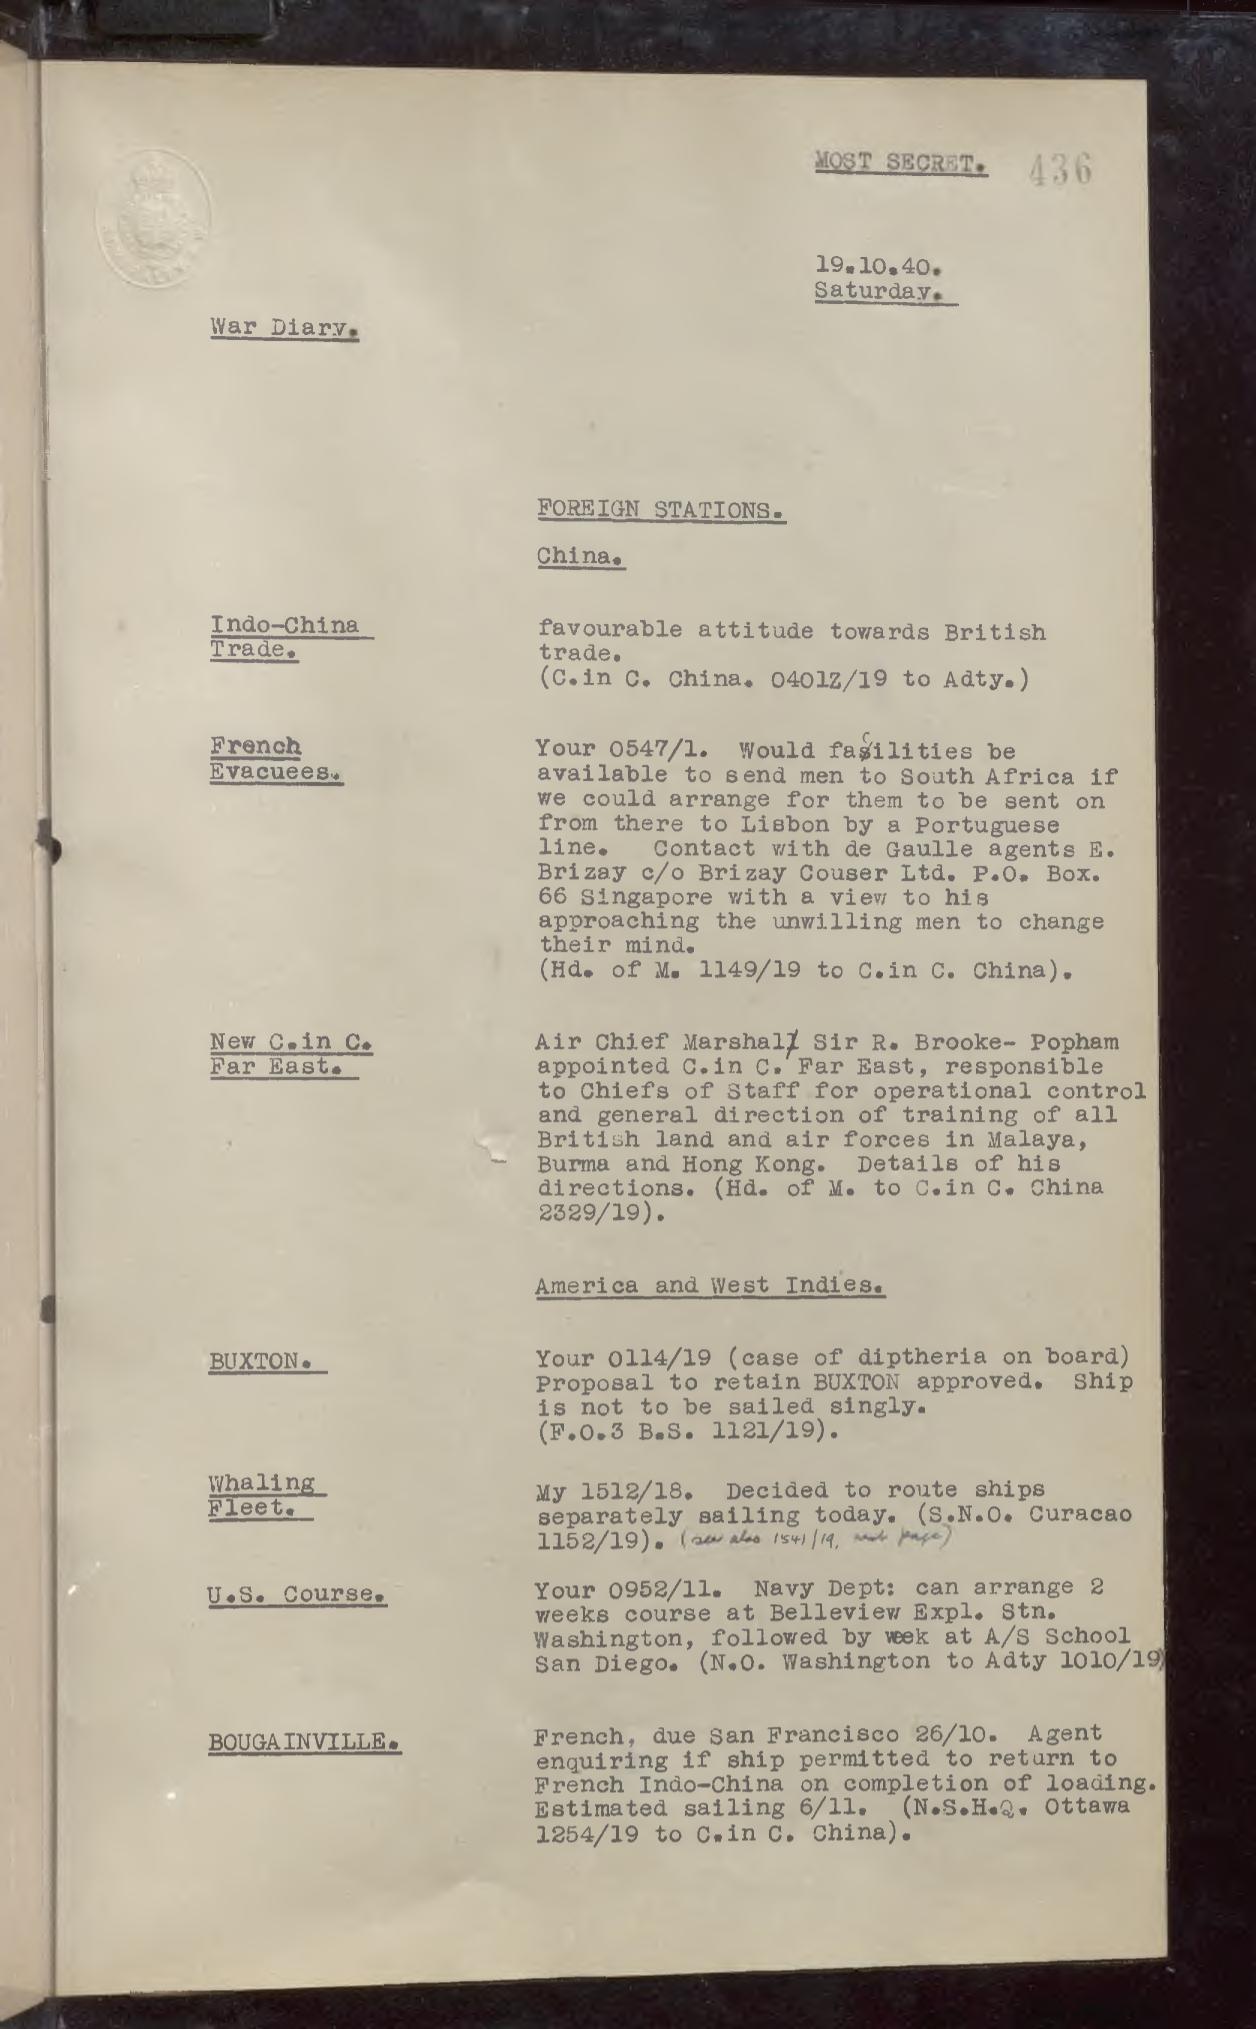 MOST SECRET. 436
19.10.40.
Saturday.
War Diary.
FOREIGN STATIONS.
China.
Indo-China
Trade.
favourable attitude towards British
trade.
(C.in C. China. 0401Z/19 to Adty.)
French
Evacuees.
Your 0547/1. Would facilities be
available to send men to South Africa if
we could arrange for them to be sent on
from there to Lisbon by a Portuguese
line. Contact with de Gaulle agents E.
Brizay c/o Brizay Couser Ltd. P.O. Box.
66 Singapore with a view to his
approaching the unwilling men to change
their mind.
(Hd. of M. 1149/19 to C.in C. China).
New C.in C.
Far East.
Air Chief Marshal Sir R. Brooke- Popham
appointed C.in C. Far East, responsible
to Chiefs of Staff for operational control
and general direction of training of all
British land and air forces in Malaya,
Burma and Hong Kong. Details of his
directions. (Hd. of M. to C.in C. China
2329/19).
America and West Indies.
BUXTON.
Your 0114/19 (case of diptheria on board)
Proposal to retain BUXTON approved. Ship
is not to be sailed singly.
(F.O.3 B.S. 1121/19).
Whaling
Fleet.
My 1512/18. Decided to route ships
separately sailing today. (S.N.O. Curacao
1152/19). (see also 1541/19, next page)
U.S. Course.
Your 0952/11. Navy Dept: can arrange 2
weeks course at Belleview Expl. Stn.
Washington, followed by week at A/S School
San Diego. (N.O. Washington to Adty 1010/19)
BOUGAINVILLE.
French, due San Francisco 26/10. Agent
enquiring if ship permitted to return to
French Indo-China on completion of loading.
Estimated sailing 6/11. (N.S.H.Q. Ottawa
1254/19 to C.in C. China).